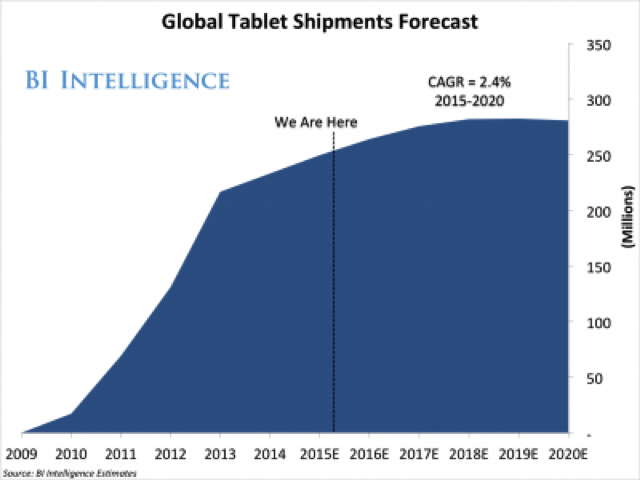 Global Tablet Shipments Forecast
BI INTELLIGENCE
CAGR = 2.4%
2015-2020
We Are Here
350
300
250
200
150
100
50
-
(Millions)
2009 2010 2011 2012 2013 2014 2015E 2016E 2017E 2018E 2019E 2020E
Source: BI Intelligence Estimates